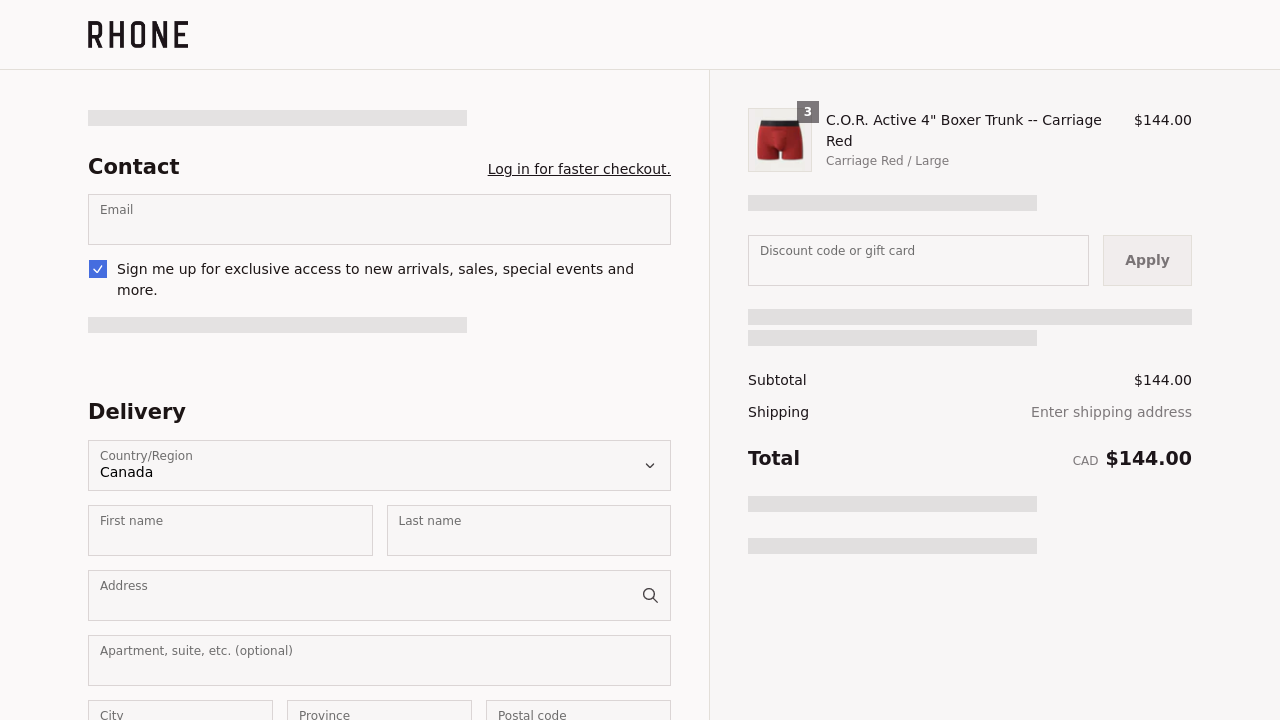 RHONE
Contact
Log in for faster checkout.
Email
Sign me up for exclusive access to new arrivals, sales, special events and
more.
Delivery
Country/Region
Canada
First name
Last name
Address
Apartment, suite, etc. (optional)
City
Province
Postal code
3
C.O.R. Active 4" Boxer Trunk -- Carriage
Red
$144.00
Carriage Red / Large
Discount code or gift card
Apply
Subtotal
$144.00
Shipping
Enter shipping address
Total
CAD $144.00